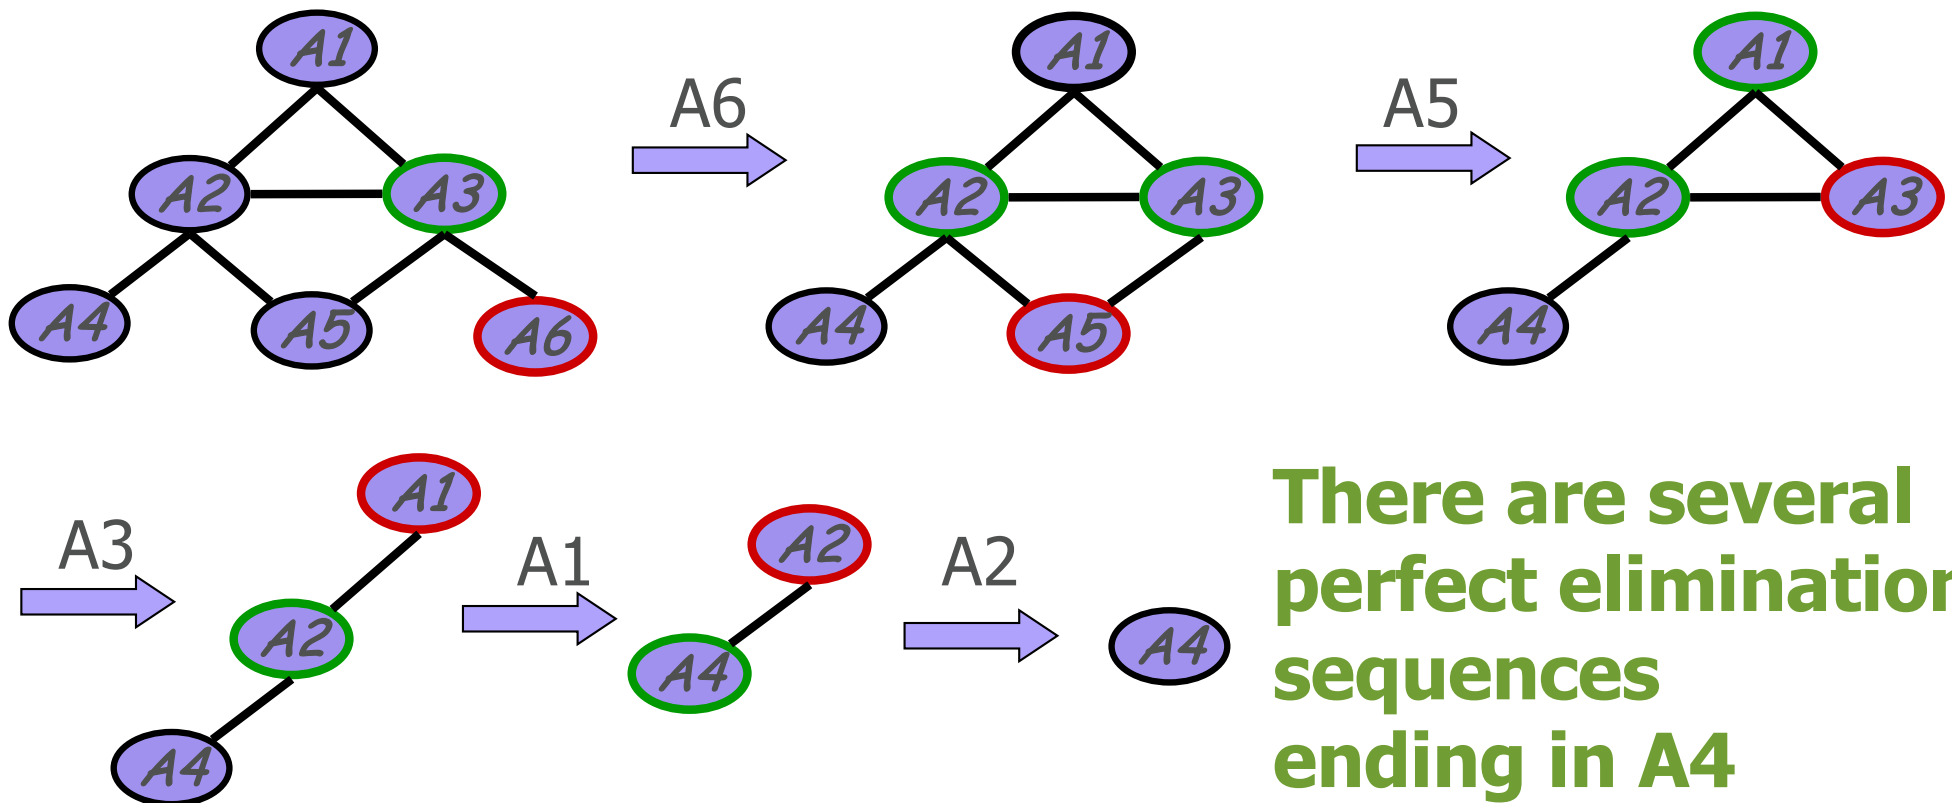 A1
A2
A3
A4
A5
A6
A6
A1
A2
A3
A4
A5
A5
A1
A2
A3
A4
A3
A1
A2
A4
A1
A2
A4
A2
A4
There are several
perfect elimination
sequences
ending in A4